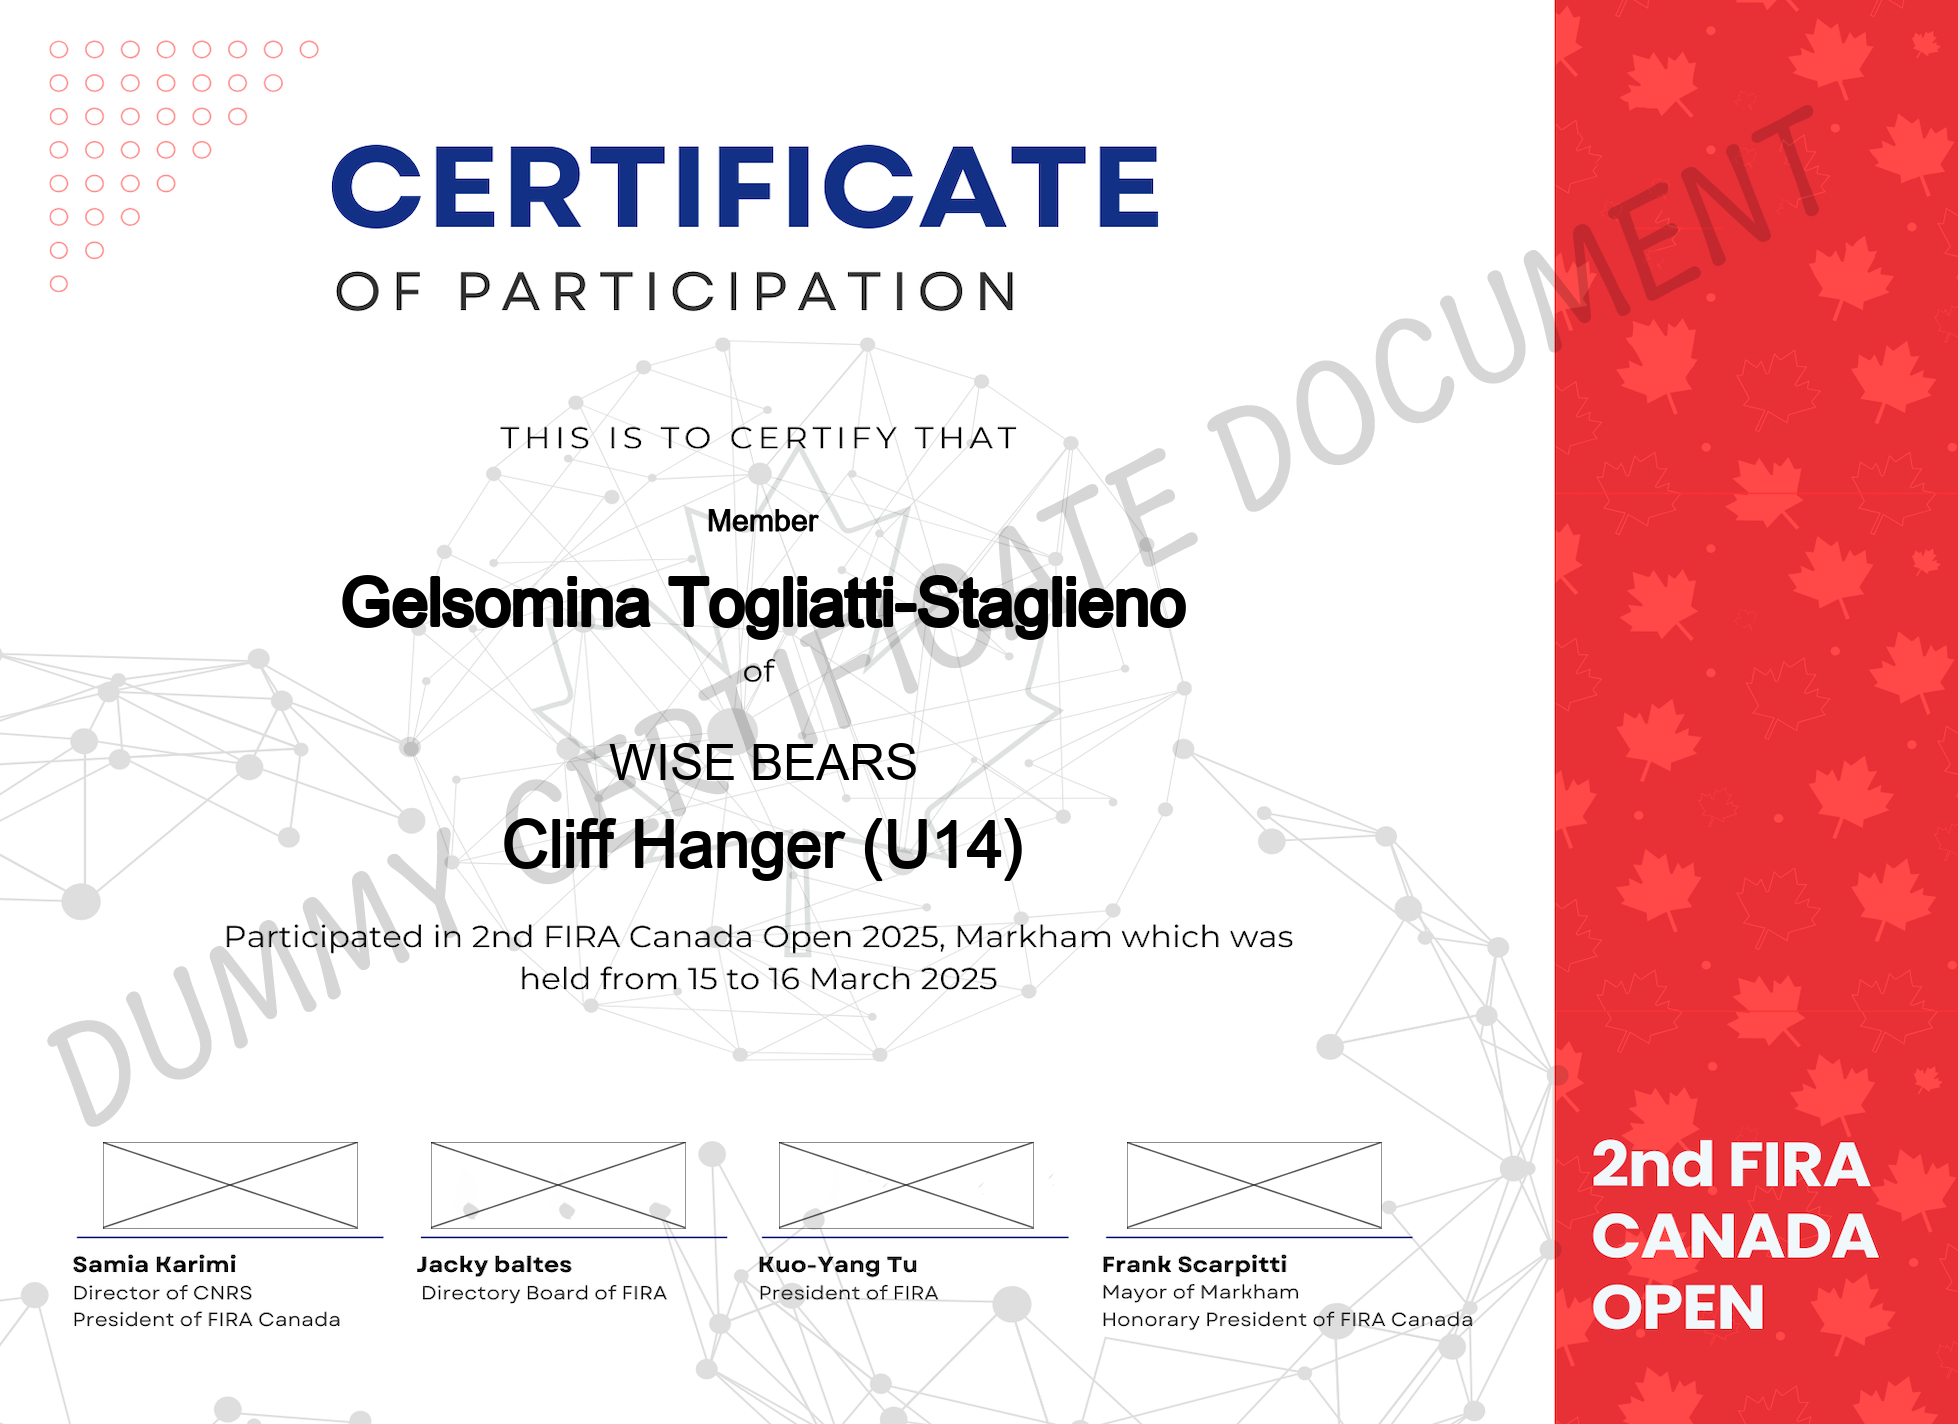 CERTIFICATE
OF PARTICIPATION
THIS IS TO CERTIFY THAT
Member
Gelsomina Togliatti-Staglieno
of
WISE BEARS
Cliff Hanger (U14)
Participated in 2nd FIRA Canada Open 2025, Markham which was
held from 15 to 16 March 2025
DUMMY CERTIFICATE DOCUMENT
Samia Karimi
Director of CNRS
President of FIRA Canada
Jacky baltes
Directory Board of FIRA
Kuo-Yang Tu
President of FIRA
Frank Scarpitti
Mayor of Markham
Honorary President of FIRA Canada
2nd FIRA
CANADA
OPEN